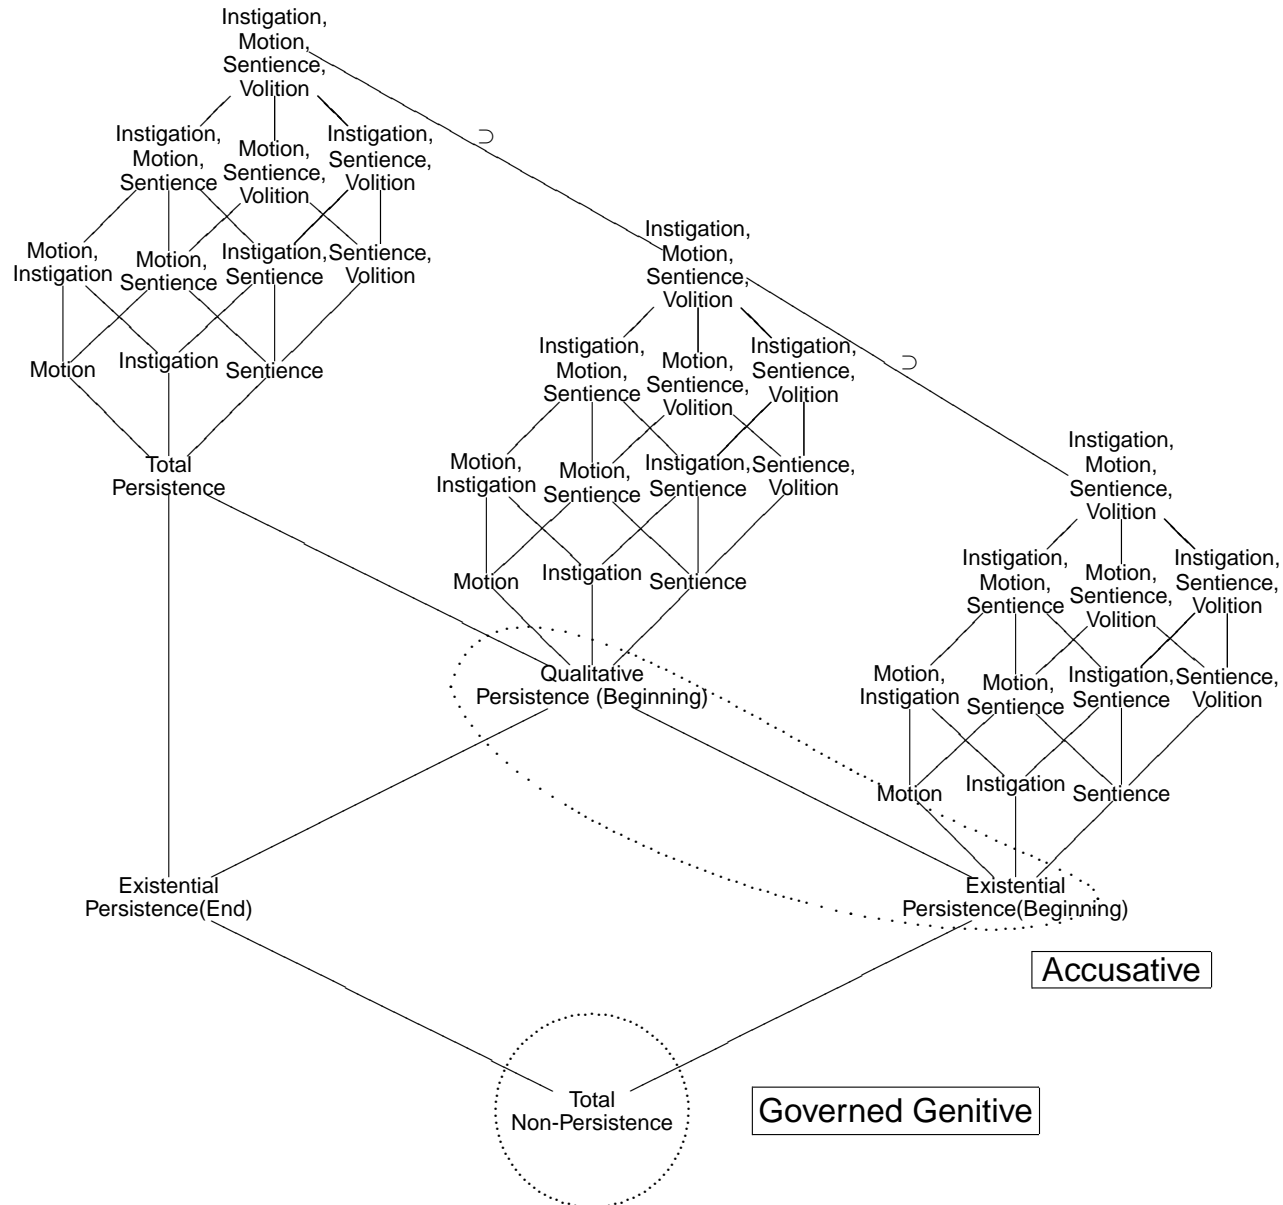 Instigation,
Motion,
Sentience,
Volition
Instigation,
Motion,
Sentience
Motion,
Sentience,
Volition
Instigation,
Sentience,
Volition
Motion,
Instigation
Motion,
Sentience
Instigation,
Sentience
Sentience,
Volition
Motion
Instigation
Sentience
Total
Persistence
⊃
Instigation,
Motion,
Sentience,
Volition
Instigation,
Motion,
Sentience
Motion,
Sentience,
Volition
Instigation,
Sentience,
Volition
Motion,
Instigation
Motion,
Sentience
Instigation,
Sentience
Sentience,
Volition
Motion
Instigation
Sentience
Qualitative
Persistence (Beginning)
⊃
Instigation,
Motion,
Sentience,
Volition
Instigation,
Motion,
Sentience
Motion,
Sentience,
Volition
Instigation,
Sentience,
Volition
Motion,
Instigation
Motion,
Sentience
Instigation,
Sentience
Sentience,
Volition
Motion
Instigation
Sentience
Existential
Persistence(End)
Existential
Persistence(Beginning)
Accusative
Total
Non-Persistence
Governed Genitive